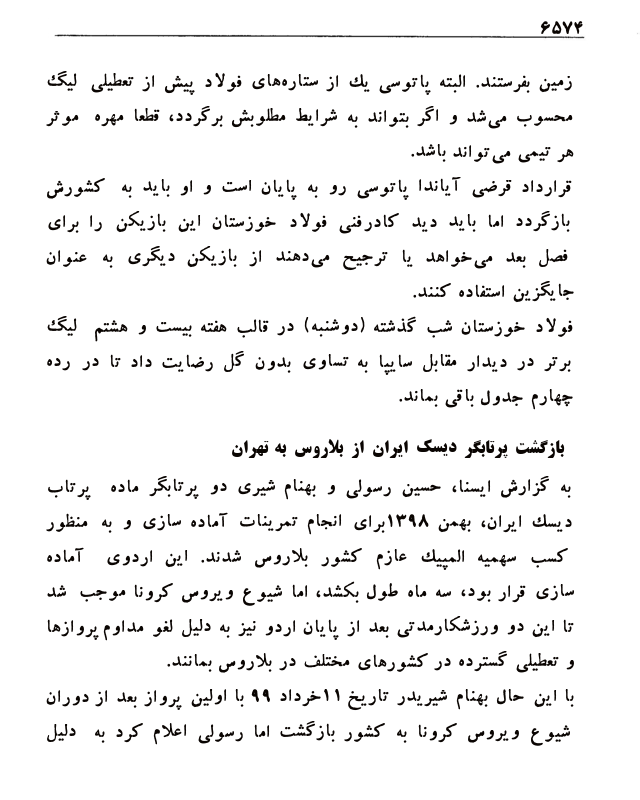 ۶۵۷۴
زمین بفرستند. البته پاتوسی یك از ستاره‌های فولاد پیش از تعطیلی لیگ
محسوب می‌شد و اگر بتواند به شرایط مطلوبش برگردد، قطعا مهره موثر
هر تیمی می‌تواند باشد.
قرارداد قرضی آیاندا پاتوسی رو به پایان است و او باید به کشورش
بازگردد اما باید دید کادرفنی فولاد خوزستان این بازیکن را برای
فصل بعد می‌خواهد یا ترجیح می‌دهند از بازیکن دیگری به عنوان
جایگزین استفاده کنند.
فولاد خوزستان شب گذشته (دوشنبه) در قالب هفته بیست و هشتم لیگ
برتر در دیدار مقابل سایپا به تساوی بدون گل رضایت داد تا در رده
چهارم جدول باقی بماند.
بازگشت پرتابگر دیسک ایران از بلاروس به تهران
به گزارش ایسنا، حسین رسولی و بهنام شیری دو پرتابگر ماده پرتاب
دیسك ایران، بهمن ۱۳۹۸برای انجام تمرینات آماده سازی و به منظور
کسب سهمیه المپیك عازم کشور بلاروس شدند. این اردوی آماده
سازی قرار بود، سه ماه طول بکشد، اما شیوع ویروس کرونا موجب شد
تا این دو ورزشکارمدتی بعد از پایان اردو نیز به دلیل لغو مداوم پروازها
و تعطیلی گسترده در کشورهای مختلف در بلاروس بمانند.
با این حال بهنام شیریدر تاریخ ۱۱خرداد ۹۹ با اولین پرواز بعد از دوران
شیوع ویروس کرونا به کشور بازگشت اما رسولی اعلام کرد به دلیل